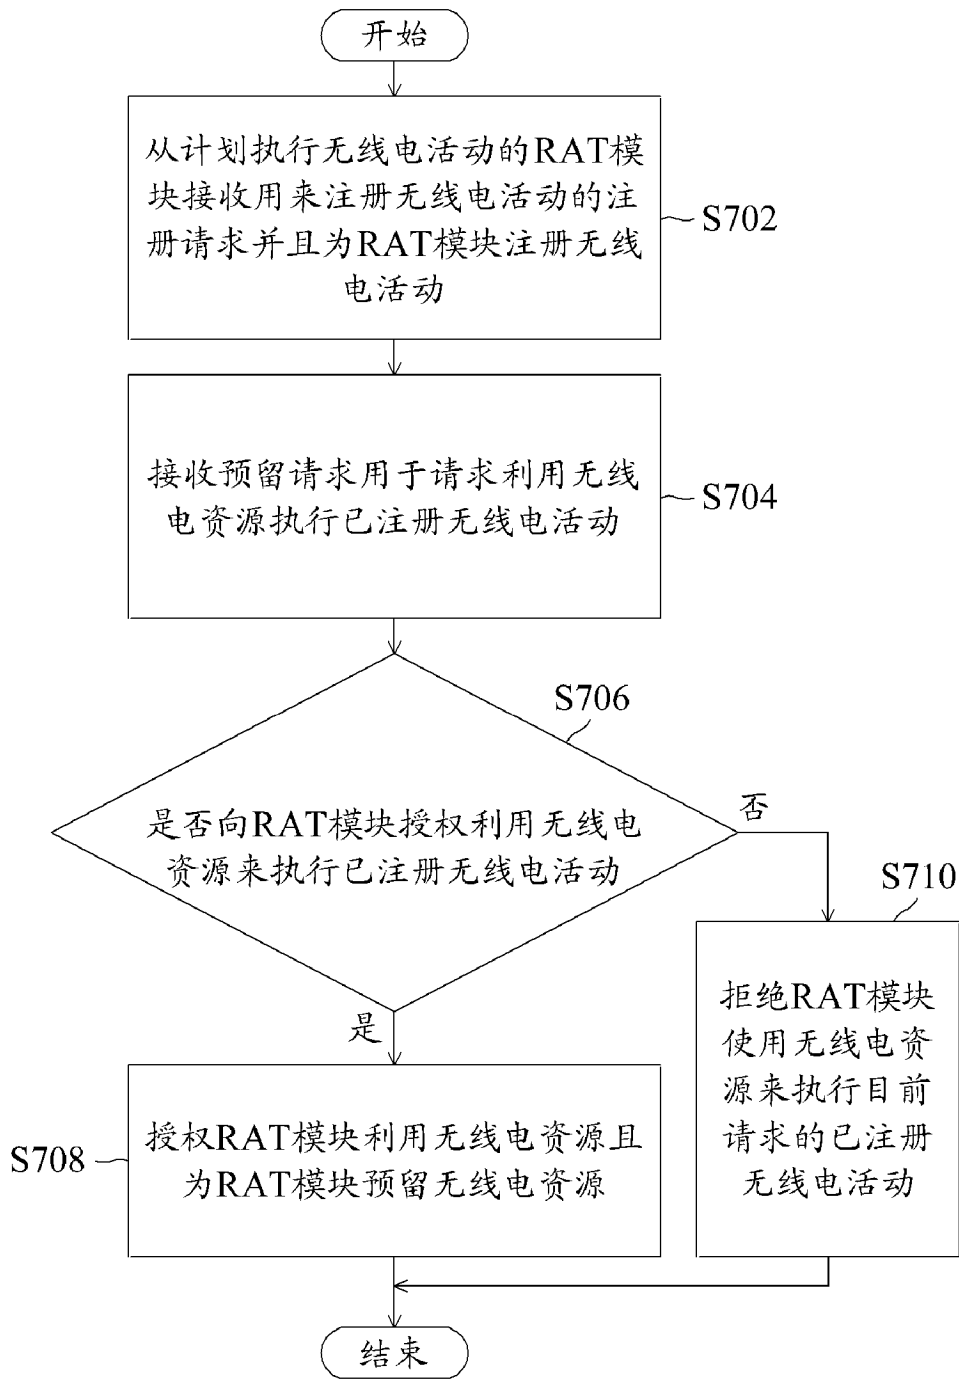 开始
从计划执行无线电活动的RAT模
块接收用来注册无线电活动的注
册请求并且为RAT模块注册无线
电活动
S702
接收预留请求用于请求利用无线
电资源执行已注册无线电活动
S704
S706
是否向RAT模块授权利用无线电
资源来执行已注册无线电活动
否
是
S710
拒绝RAT模块
使用无线电资
源来执行目前
请求的已注册
无线电活动
S708
授权RAT模块利用无线电资源且
为RAT模块预留无线电资源
结束